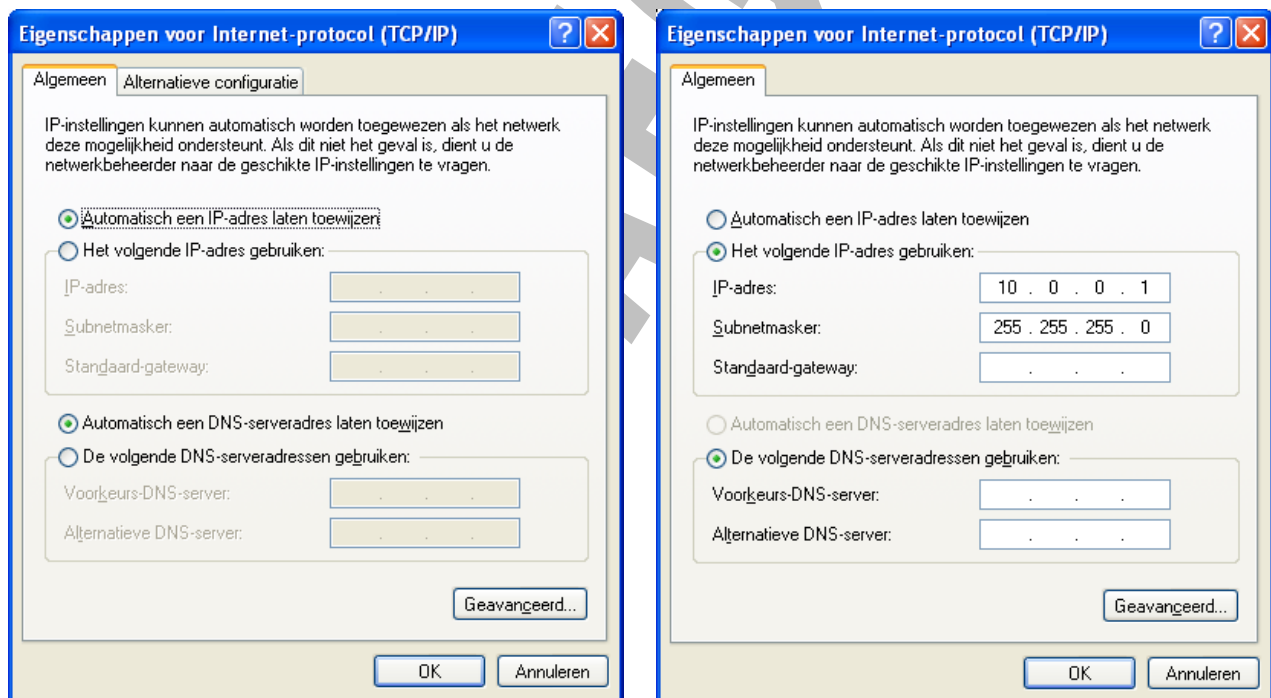 Eigenschappen voor Internet-protocol (TCP/IP)
Algemeen
Alternatieve configuratie
IP-instellingen kunnen automatisch worden toegewezen als het netwerk
deze mogelijkheid ondersteunt. Als dit niet het geval is, dient u de
netwerkbeheerder naar de geschikte IP-instellingen te vragen.
Automatisch een IP-adres laten toewijzen
Het volgende IP-adres gebruiken:
IP-adres:
Subnetmasker:
Standaard-gateway:
Automatisch een DNS-serveradres laten toewijzen
De volgende DNS-serveradressen gebruiken:
Voorkeurs-DNS-server:
Alternatieve DNS-server:
Geavanceerd...
OK
Annuleren
Eigenschappen voor Internet-protocol (TCP/IP)
Algemeen
IP-instellingen kunnen automatisch worden toegewezen als het netwerk
deze mogelijkheid ondersteunt. Als dit niet het geval is, dient u de
netwerkbeheerder naar de geschikte IP-instellingen te vragen.
Automatisch een IP-adres laten toewijzen
Het volgende IP-adres gebruiken:
IP-adres: 10 . 0 . 0 . 1
Subnetmasker: 255 . 255 . 255 . 0
Standaard-gateway:
Automatisch een DNS-serveradres laten toewijzen
De volgende DNS-serveradressen gebruiken:
Voorkeurs-DNS-server:
Alternatieve DNS-server:
Geavanceerd...
OK
Annuleren